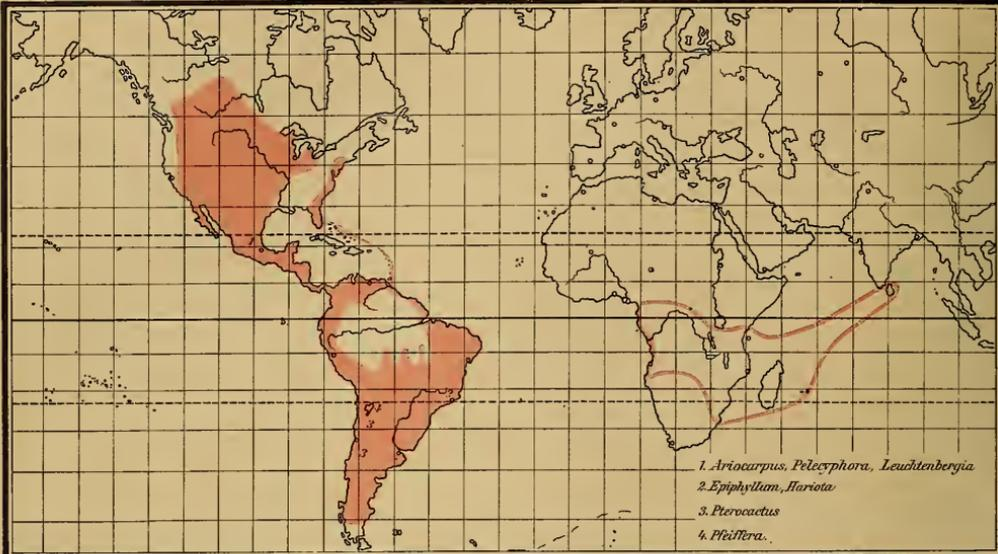 1. Ariocarpus, Pelecyphora, Leuchtenbergia
2. Epiphyllum, Hariota
3. Pterocactus
4. Pfeiffera.